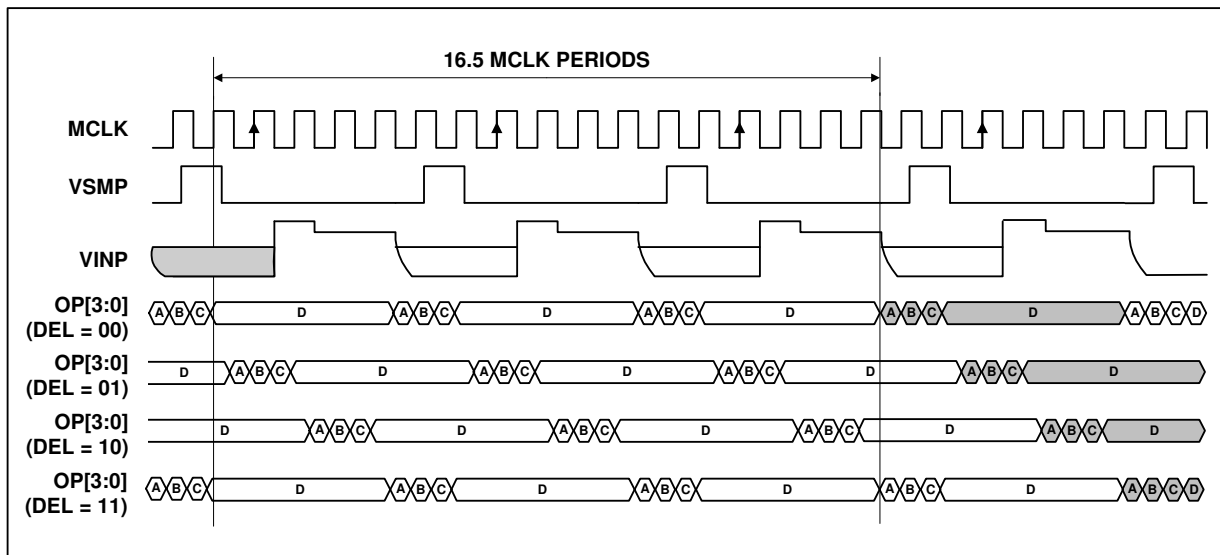 16.5 MCLK PERIODS
MCLK
VSMP
VINP
OP[3:0]
(DEL = 00)
A B C D A B C D A B C D A B C D A B C D
OP[3:0]
(DEL = 01)
D A B C D A B C D A B C D A B C D
OP[3:0]
(DEL = 10)
D A B C D A B C D A B C D A B C D
OP[3:0]
(DEL = 11)
A B C D A B C D A B C D A B C D A B C D